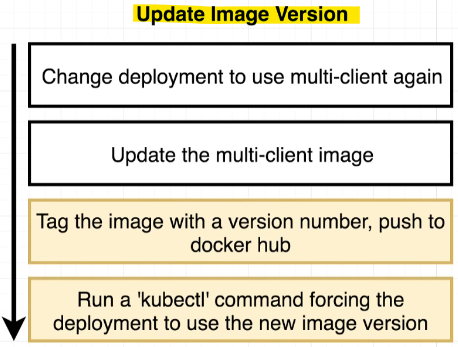 Update Image Version
Change deployment to use multi-client again
Update the multi-client image
Tag the image with a version number, push to
docker hub
Run a 'kubectl' command forcing the
deployment to use the new image version